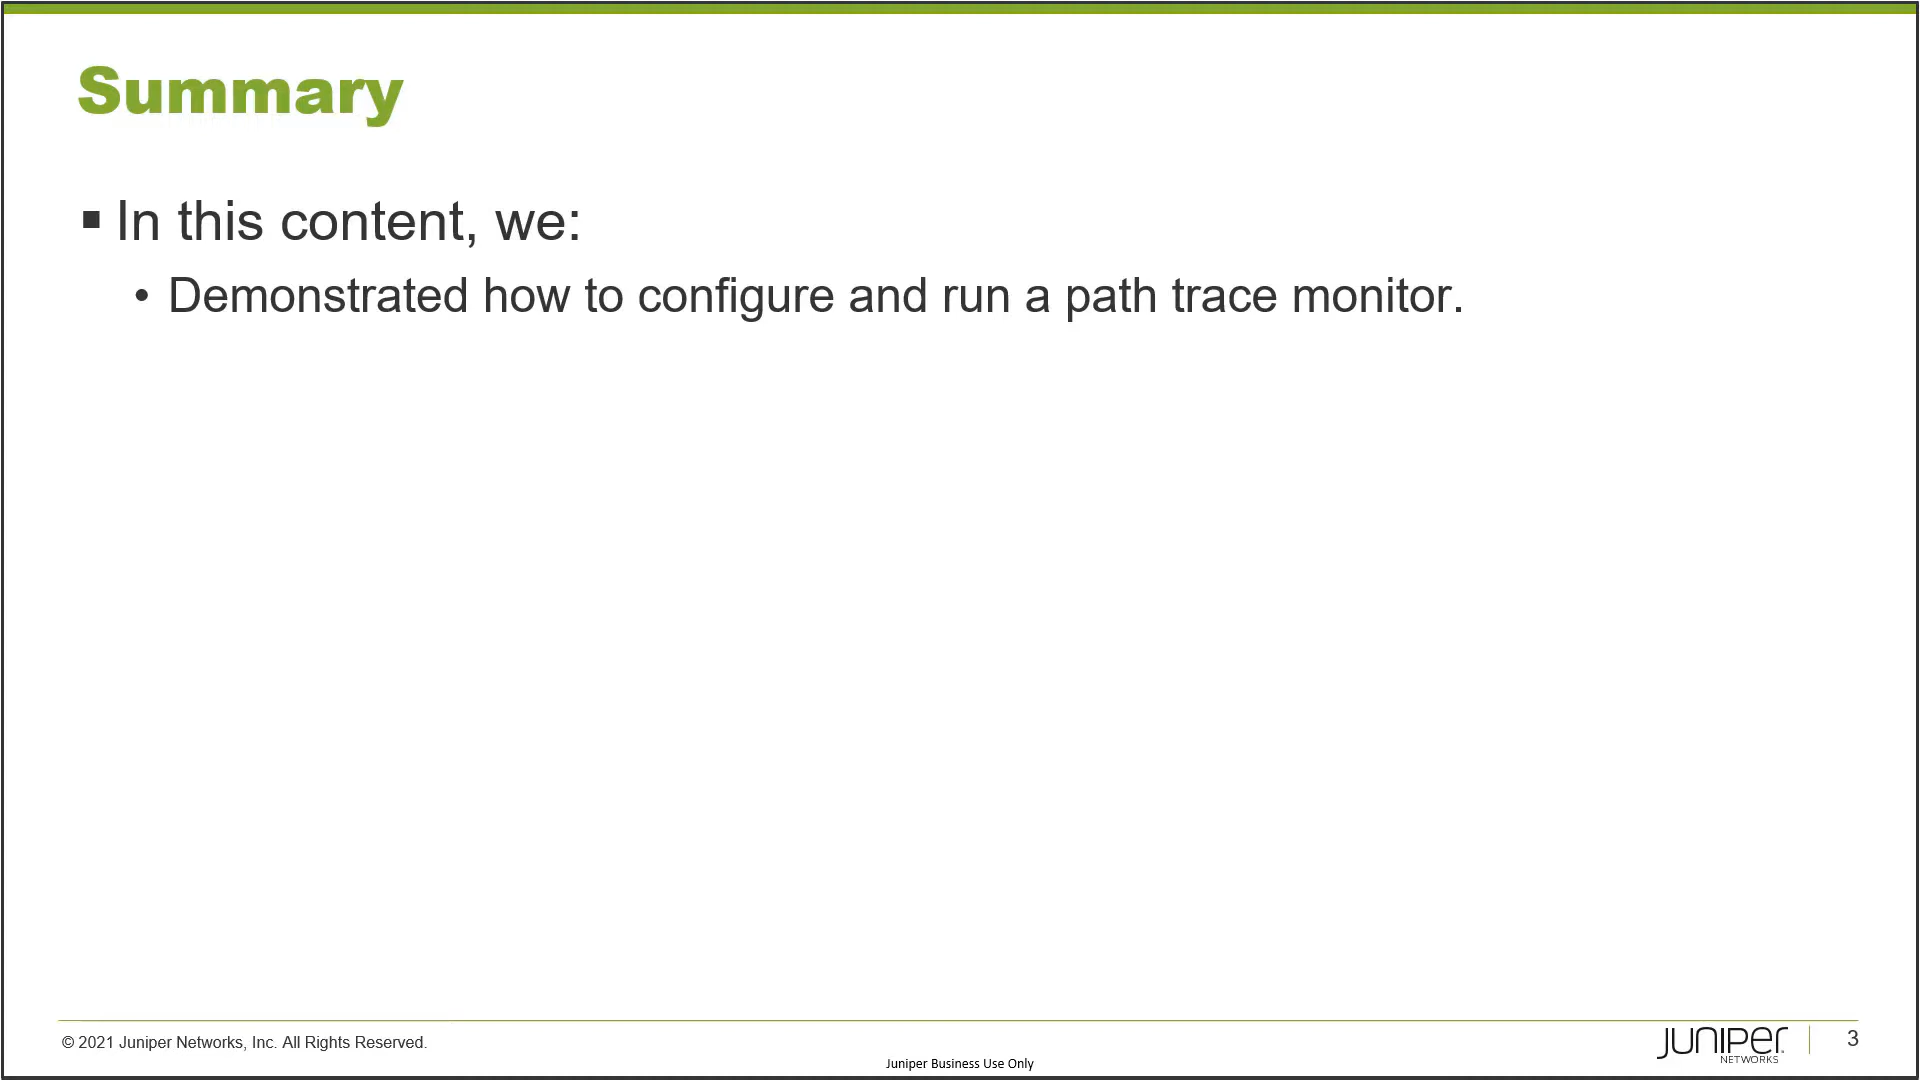 Summary
▪ In this content, we:
• Demonstrated how to configure and run a path trace monitor.
© 2021 Juniper Networks, Inc. All Rights Reserved.
Juniper Business Use Only
JUNIPEr
NETWORKS
3